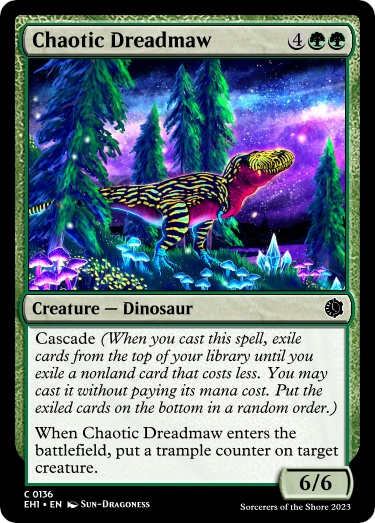 Chaotic Dreadmaw 4
Creature — Dinosaur
Cascade (When you cast this spell, exile
cards from the top of your library until you
exile a nonland card that costs less. You may
cast it without paying its mana cost. Put the
exiled cards on the bottom in a random order.)
When Chaotic Dreadmaw enters the
battlefield, put a trample counter on target
creature.
6/6
C 0136
EH1 • EN Sun-Dragoness
Sorcerers of the Shore 2023